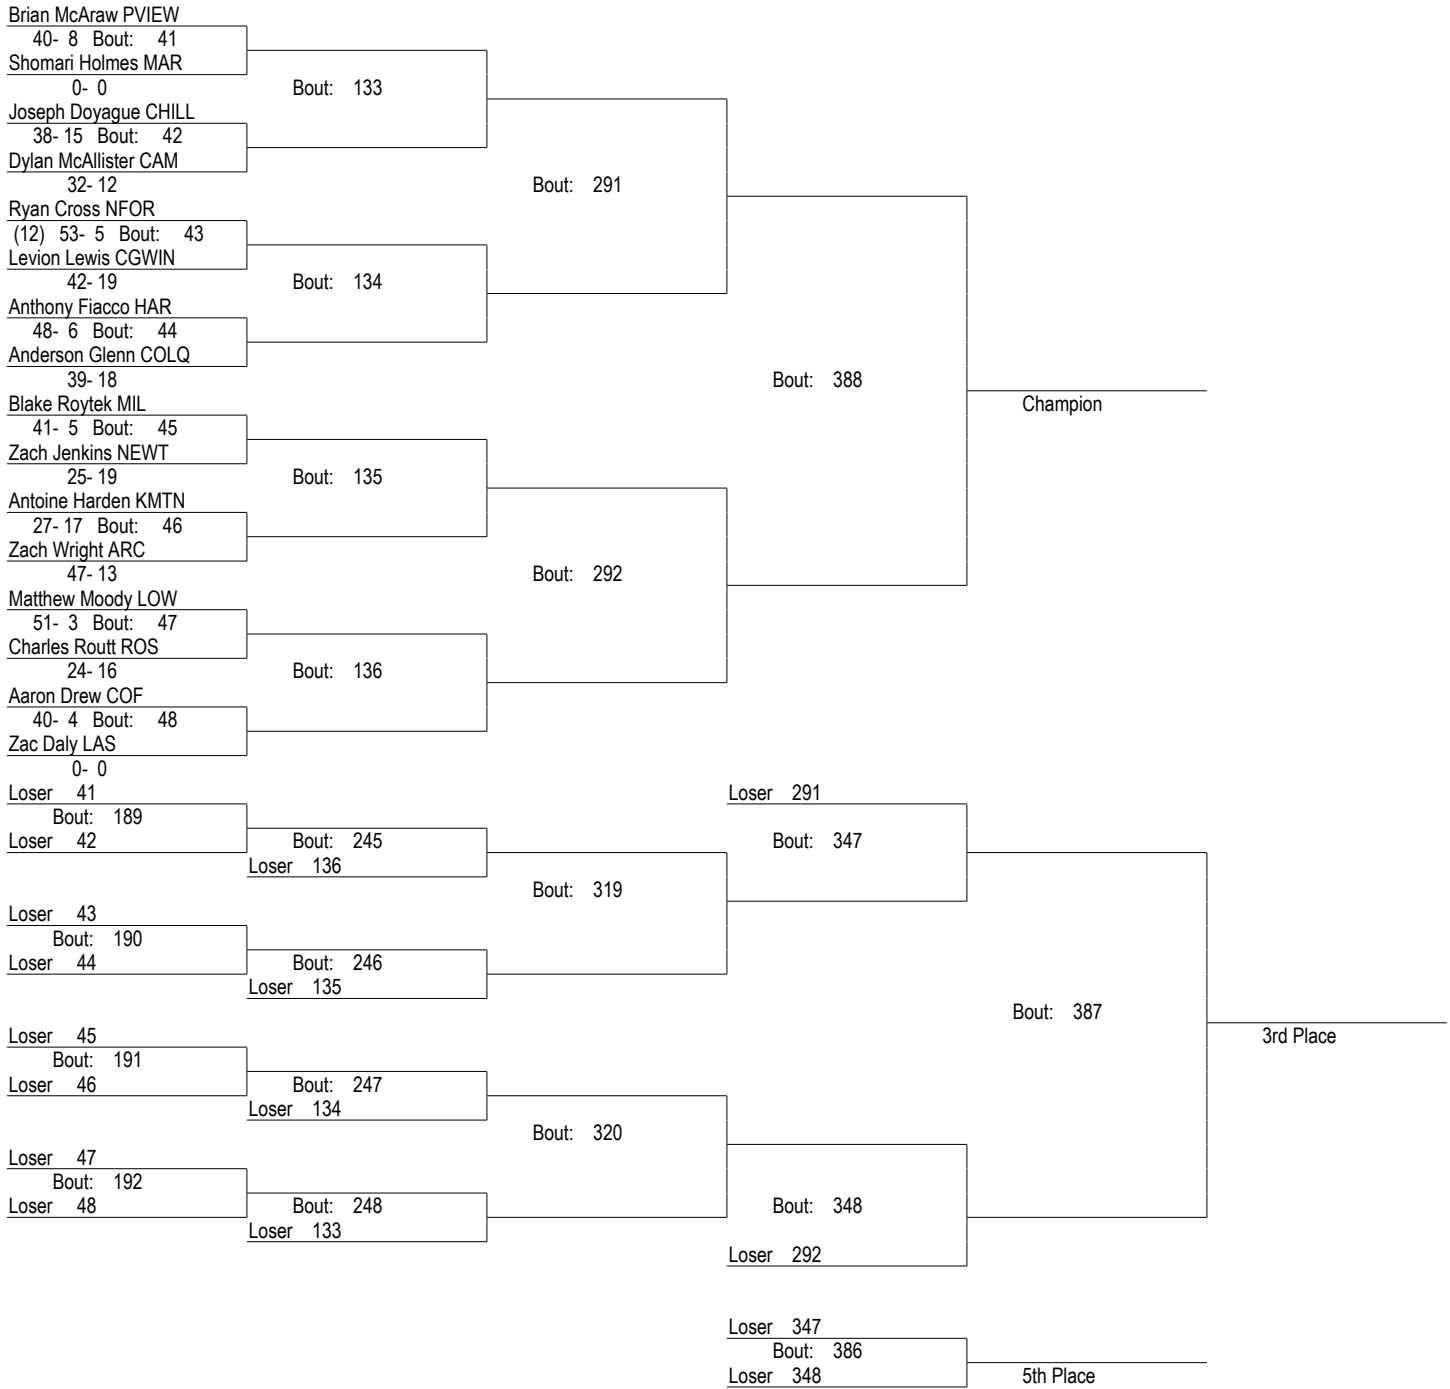 Brian McAraw PVIEW
40- 8 Bout: 41
Shomari Holmes MAR
0- 0 Bout: 133
Joseph Doyague CHILL
38- 15 Bout: 42
Dylan McAllister CAM
32- 12 Bout: 291
Ryan Cross NFOR
(12) 53- 5 Bout: 43
Levion Lewis CGWIN
42- 19 Bout: 134
Anthony Fiacco HAR
48- 6 Bout: 44
Anderson Glenn COLQ
39- 18 Bout: 388
Blake Roytek MIL Champion
41- 5 Bout: 45
Zach Jenkins NEWT
25- 19 Bout: 135
Antoine Harden KMTN
27- 17 Bout: 46
Zach Wright ARC
47- 13 Bout: 292
Matthew Moody LOW
51- 3 Bout: 47
Charles Routt ROS
24- 16 Bout: 136
Aaron Drew COF
40- 4 Bout: 48
Zac Daly LAS
0- 0
Loser 41 Loser 291
Bout: 189
Loser 42 Bout: 245 Bout: 347
Loser 136
Bout: 319
Loser 43
Bout: 190
Loser 44 Bout: 246
Loser 135
Bout: 387
Loser 45 3rd Place
Bout: 191
Loser 46 Bout: 247
Loser 134
Bout: 320
Loser 47
Bout: 192
Loser 48 Bout: 248 Bout: 348
Loser 133
Loser 292
Loser 347
Bout: 386
Loser 348 5th Place